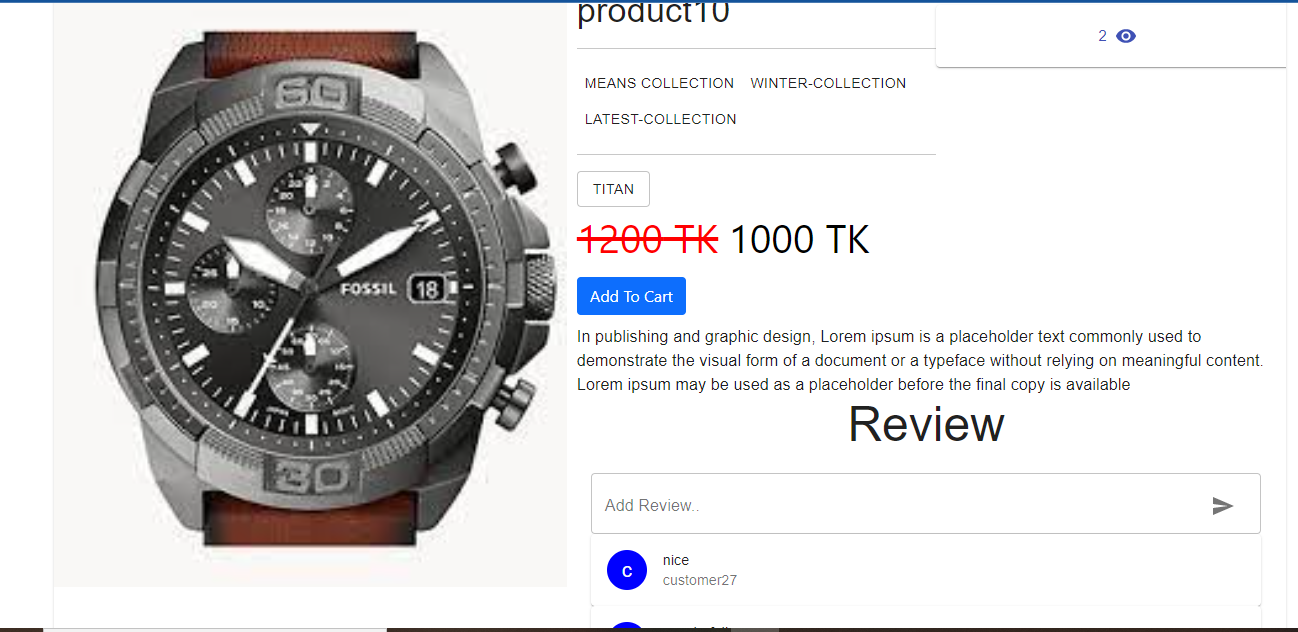 product10
2
MEANS COLLECTION WINTER-COLLECTION
LATEST-COLLECTION
TITAN
1200 TK 1000 TK
Add To Cart
In publishing and graphic design, Lorem ipsum is a placeholder text commonly used to
demonstrate the visual form of a document or a typeface without relying on meaningful content.
Lorem ipsum may be used as a placeholder before the final copy is available
Review
Add Review..
C
nice
customer27
60
FOSSIL 18
30